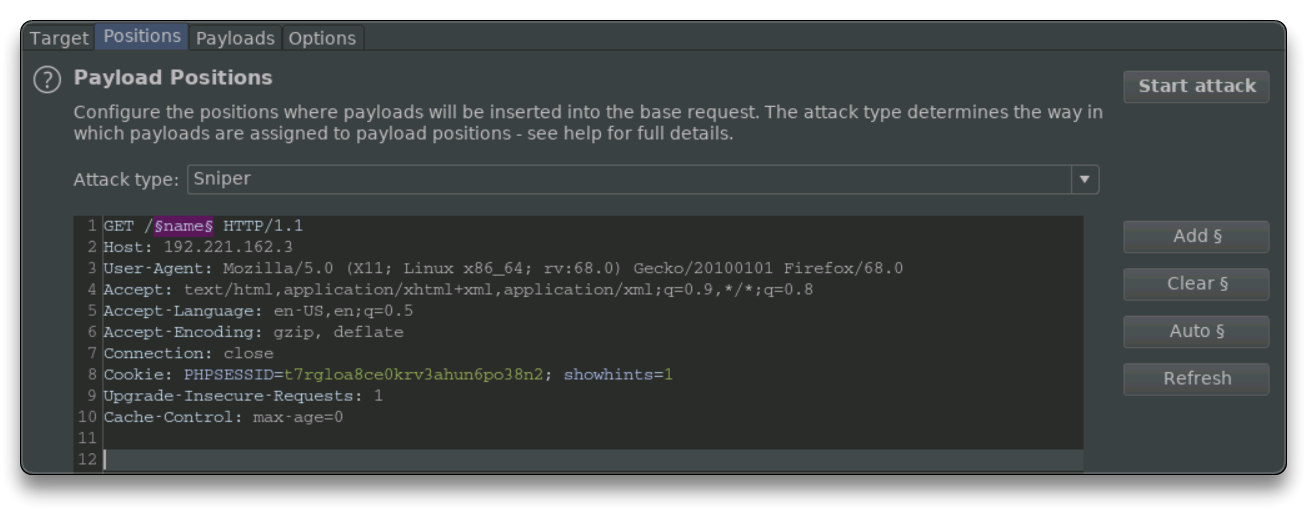 Target Positions Payloads Options
? Payload Positions
Start attack
Configure the positions where payloads will be inserted into the base request. The attack type determines the way in
which payloads are assigned to payload positions - see help for full details.
Attack type: Sniper
1 GET /§name§ HTTP/1.1
2 Host: 192.221.162.3
3 User-Agent: Mozilla/5.0 (X11; Linux x86_64; rv:68.0) Gecko/20100101 Firefox/68.0
4 Accept: text/html,application/xhtml+xml,application/xml;q=0.9,*/*;q=0.8
5 Accept-Language: en-US,en;q=0.5
6 Accept-Encoding: gzip, deflate
7 Connection: close
8 Cookie: PHPSESSID=t7rgloa8ce0krv3ahun6po38n2; showhints=1
9 Upgrade-Insecure-Requests: 1
10 Cache-Control: max-age=0
11
12
Add §
Clear §
Auto §
Refresh